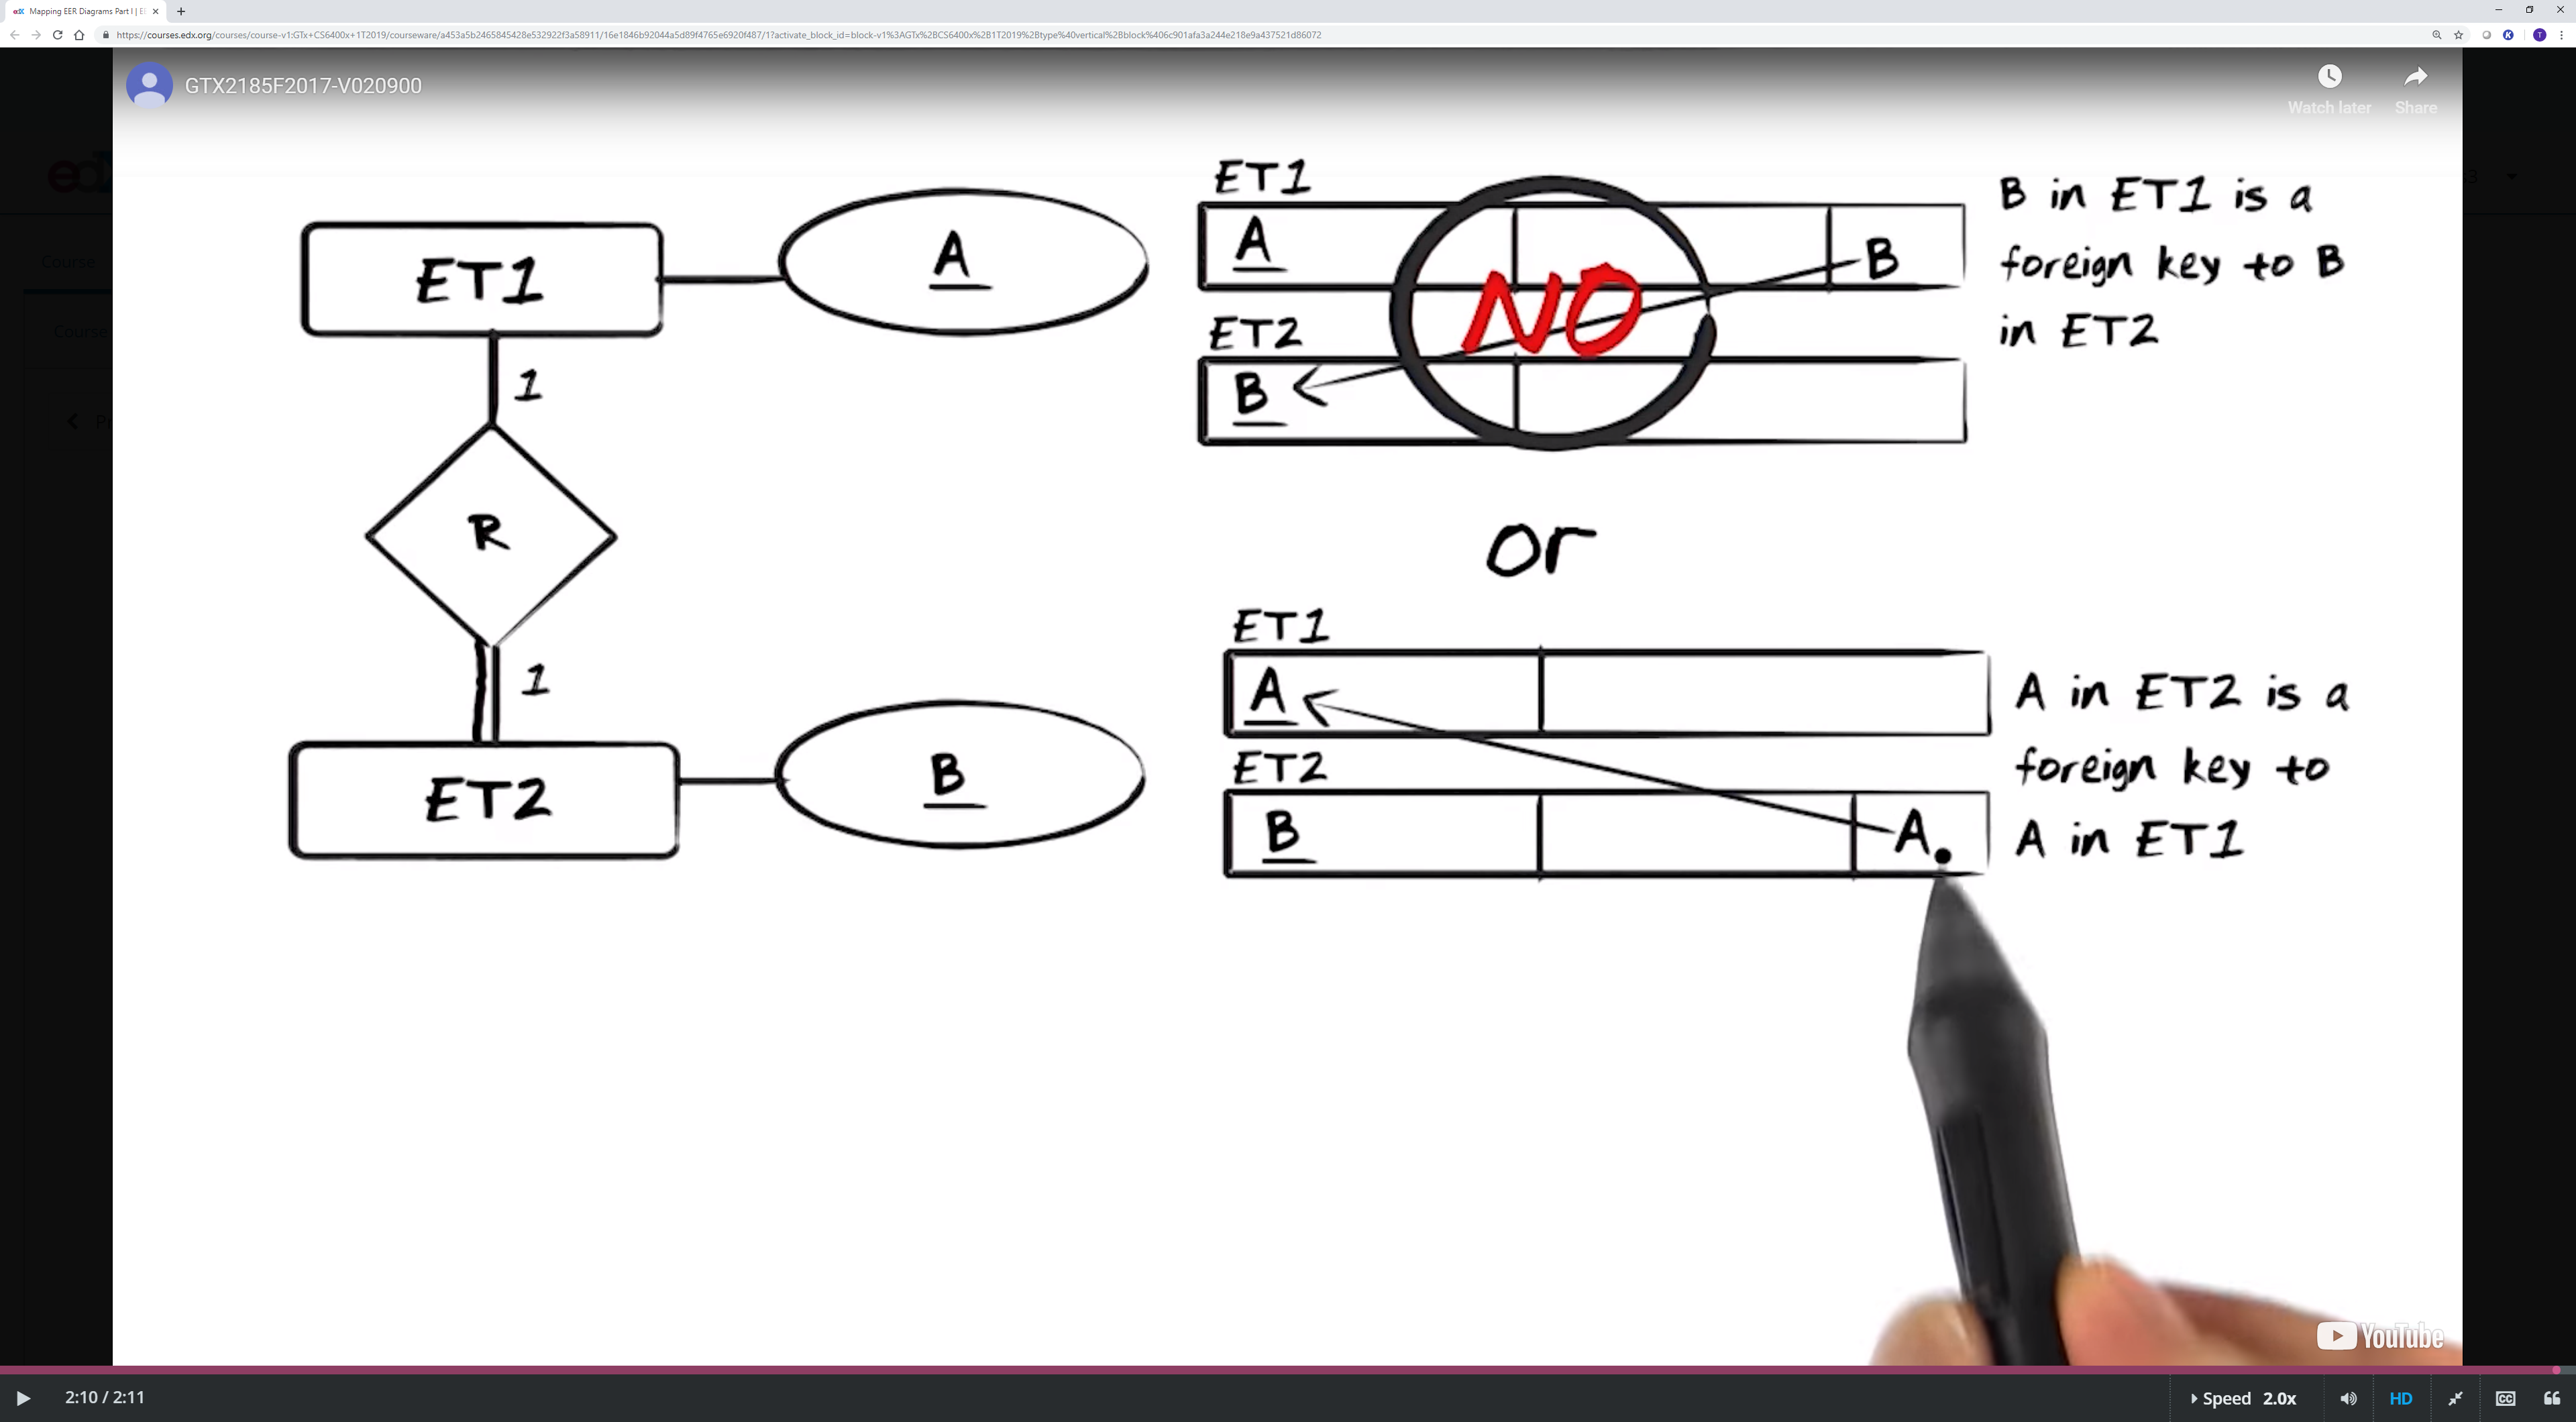 Mapping EER Diagrams Part I | E
https://courses.edx.org/courses/course-v1:GTx+CS6400x+1T2019/courseware/a453a5b2465845428e532922f3a58911/16e1846b92044a5d89f4765e6920f487/1?activate_block_id=block-v1%3AGTx%2BCS6400x%2B1T2019%2Btype%40vertical%2Bblock%406c901afa3a244e218e9a437521d86072
GTX2185F2017-V020900
Watch later
Share
Course
Course
ET1
A
1
R
1
ET2
B
ET1
A
B
ET2
B
NO
B in ET1 is a
foreign key to B
in ET2
or
ET1
A
ET2
B
A
A in ET2 is a
foreign key to
A in ET1
YouTube
2:10 / 2:11
Speed 2.0x
HD
CC